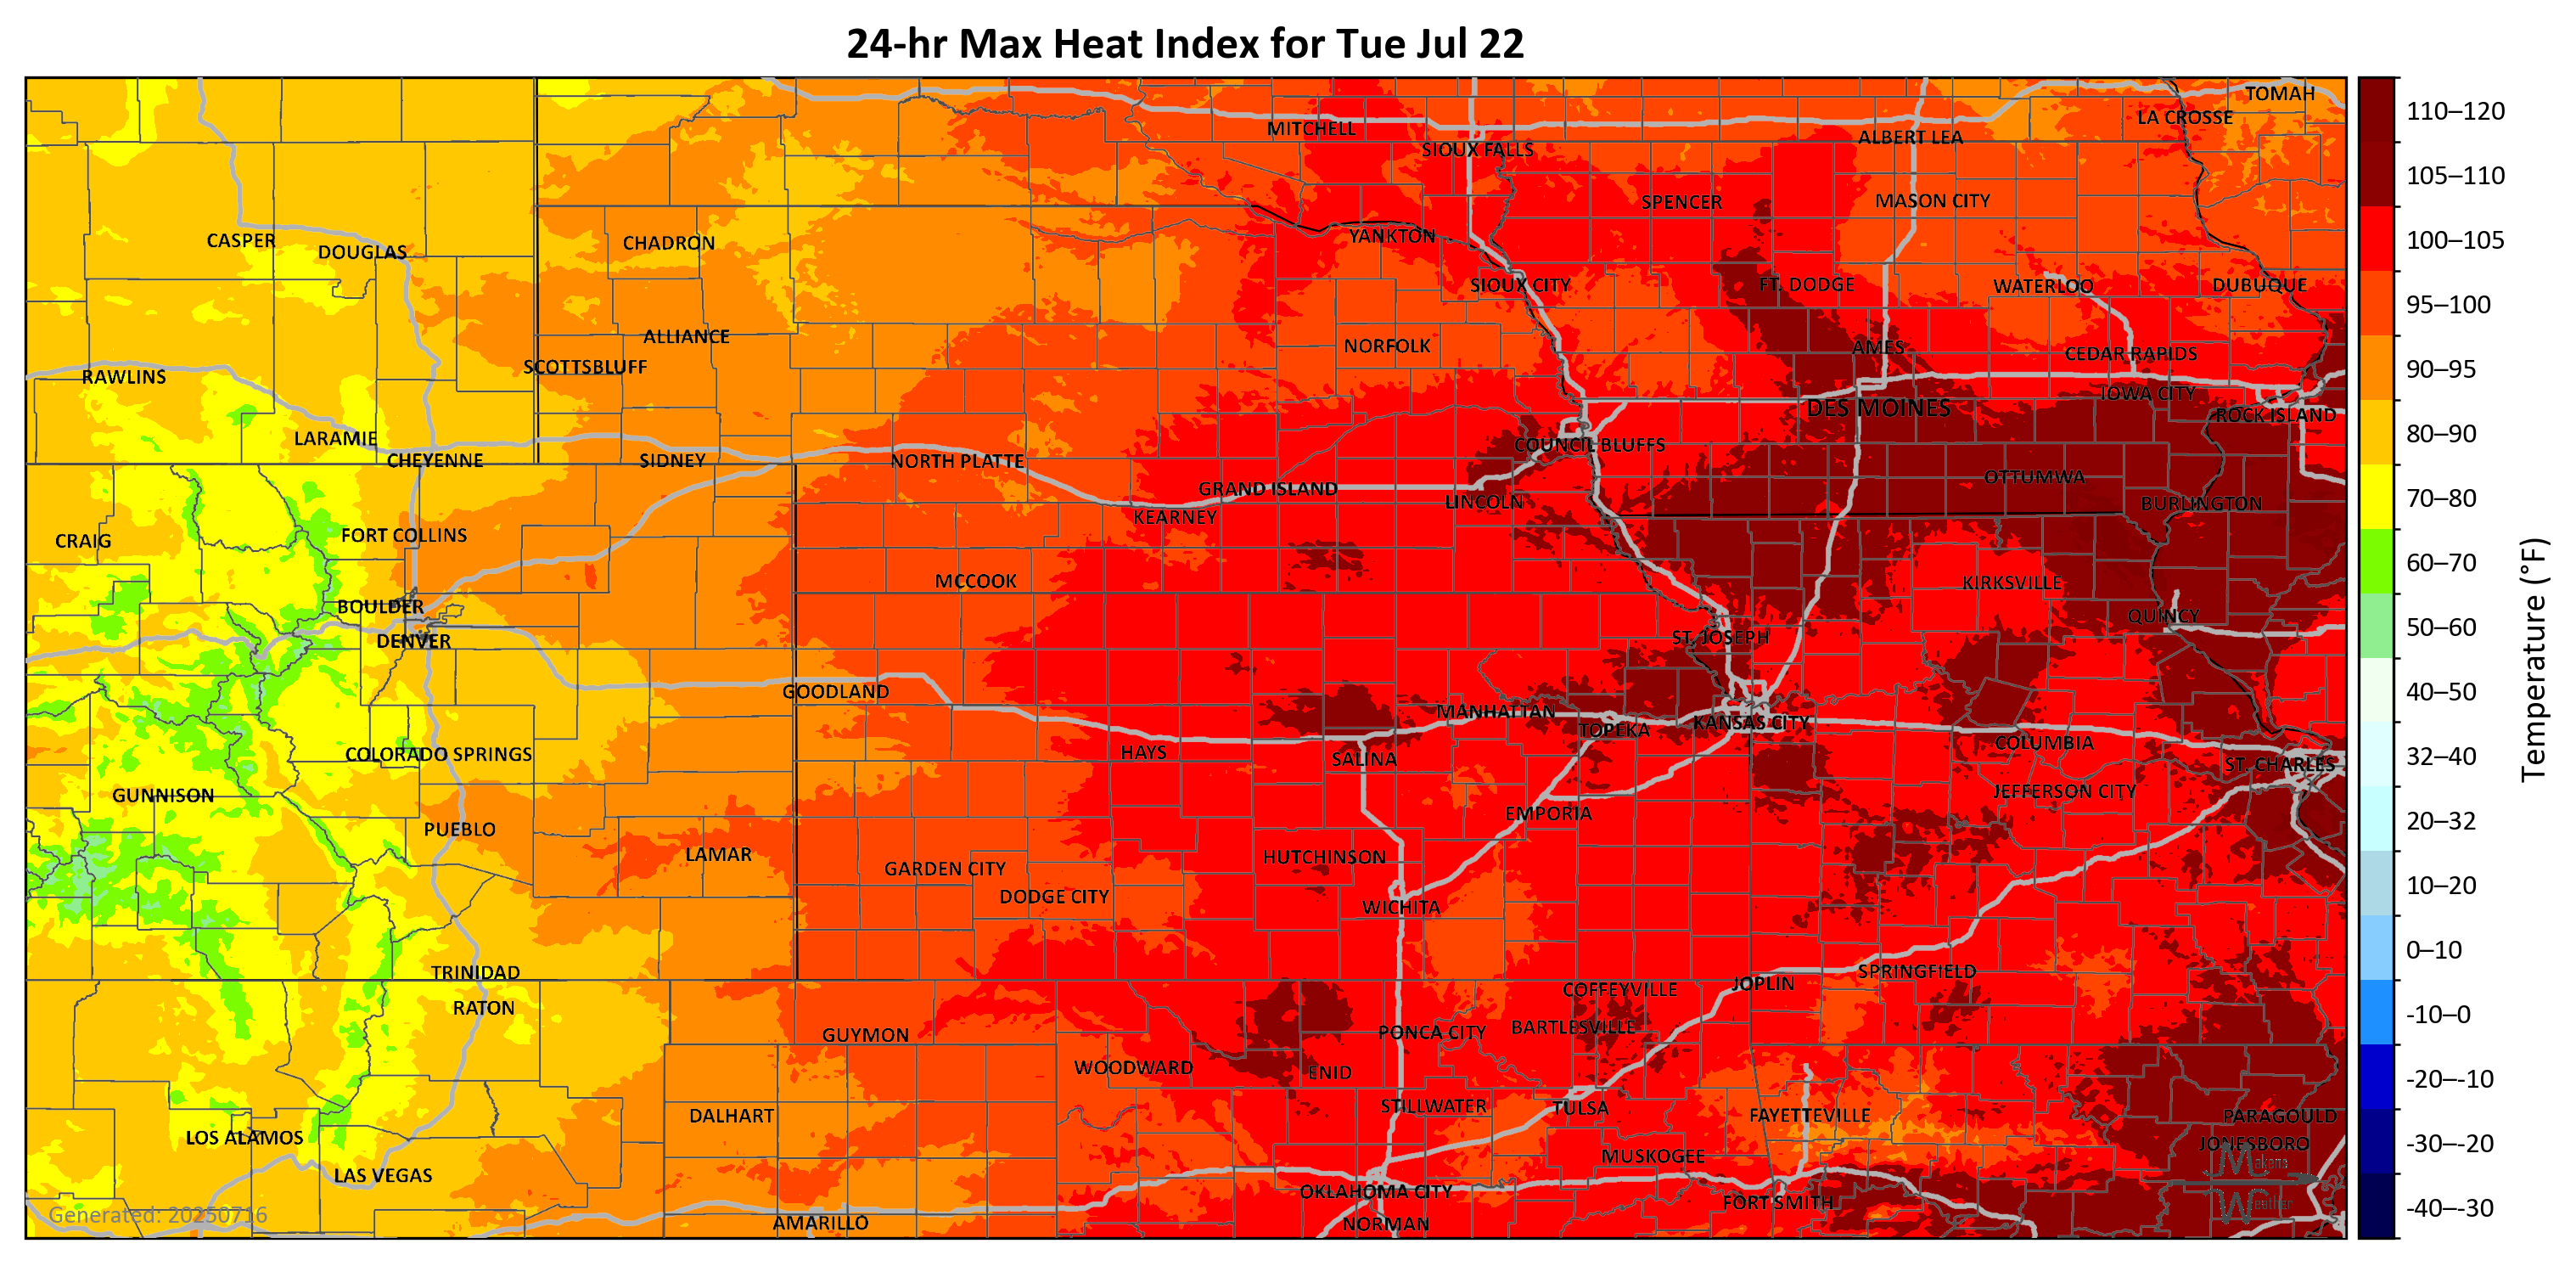 24-hr Max Heat Index for Tue Jul 22
TOMAH
LA CROSSE
MITCHELL
ALBERT LEA
SIOUX FALLS
SPENCER
MASON CITY
YANKTON
CASPER
DOUGLAS
CHADRON
SIOUX CITY
FT. DODGE
WATERLOO
DUBUQUE
ALLIANCE
NORFOLK
AMES
CEDAR RAPIDS
SCOTTSBLUFF
RAWLINS
IOWA CITY
DES MOINES
ROCK ISLAND
LARAMIE
COUNCIL BLUFFS
CHEYENNE
SIDNEY
NORTH PLATTE
OTTUMWA
GRAND ISLAND
LINCOLN
BURLINGTON
KEARNEY
FORT COLLINS
CRAIG
MCCOOK
KIRKSVILLE
BOULDER
QUINCY
DENVER
ST. JOSEPH
GOODLAND
MANHATTAN
TOPEKA
KANSAS CITY
COLORADO SPRINGS
HAYS
SALINA
COLUMBIA
ST. CHARLES
GUNNISON
JEFFERSON CITY
PUEBLO
EMPORIA
LAMAR
GARDEN CITY
HUTCHINSON
DODGE CITY
WICHITA
TRINIDAD
SPRINGFIELD
JOPLIN
COFFEYVILLE
RATON
GUYMON
PONCA CITY
BARTLESVILLE
WOODWARD
ENID
DALHART
STILLWATER
TULSA
FAYETTEVILLE
PARAGOULD
LOS ALAMOS
JONESBORO
MUSKOGEE
LAS VEGAS
OKLAHOMA CITY
FORT SMITH
AMARILLO
NORMAN
Makens
Weather
Generated: 20250716
110–120
105–110
100–105
95–100
90–95
80–90
70–80
60–70
50–60
40–50
32–40
20–32
10–20
0–10
-10–0
-20–-10
-30–-20
-40–-30
Temperature (°F)